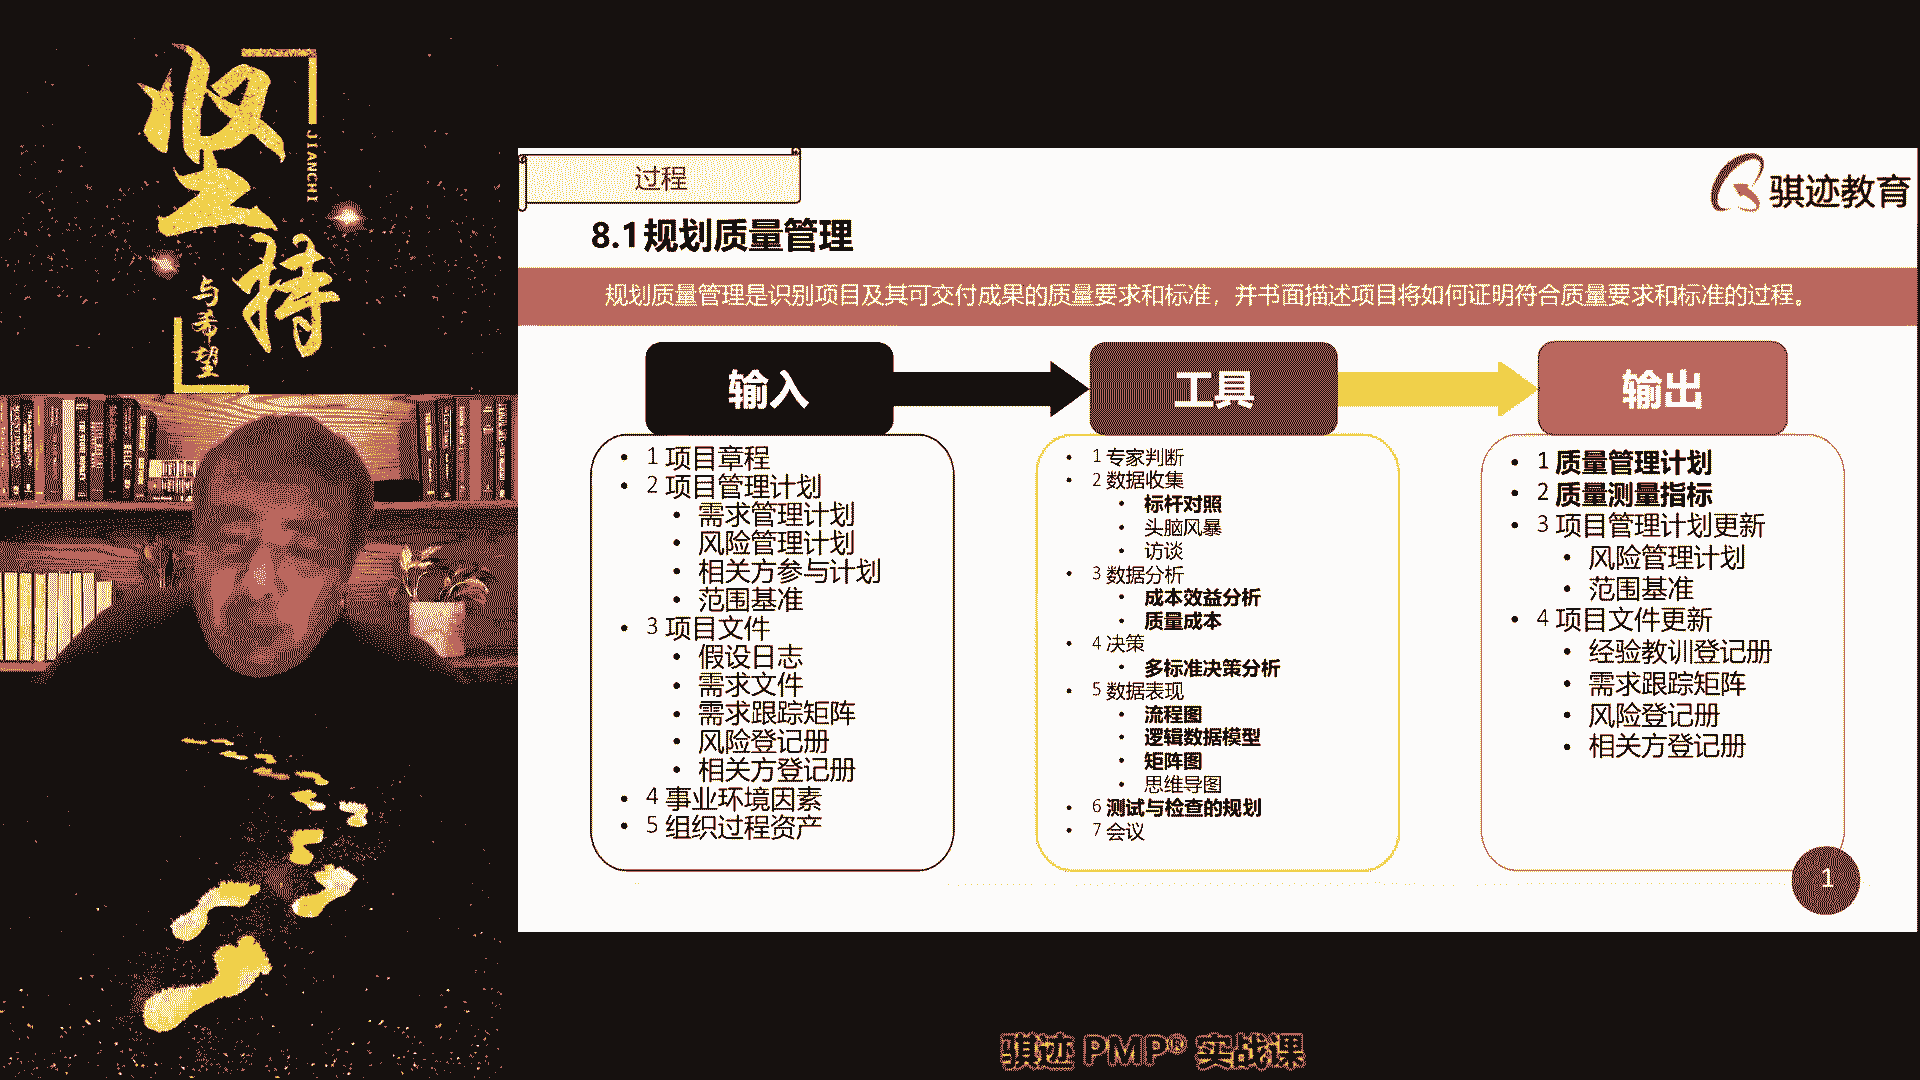 坚持
JIANCHI
与希望
过程
骐迹教育
8.1规划质量管理
规划质量管理是识别项目及其可交付成果的质量要求和标准，并书面描述项目将如何证明符合质量要求和标准的过程。
输入
• 1 项目章程
• 2 项目管理计划
• 需求管理计划
• 风险管理计划
• 相关方参与计划
• 范围基准
• 3 项目文件
• 假设日志
• 需求文件
• 需求跟踪矩阵
• 风险登记册
• 相关方登记册
• 4 事业环境因素
• 5 组织过程资产
工具
• 1 专家判断
• 2 数据收集
• 标杆对照
• 头脑风暴
• 访谈
• 3 数据分析
• 成本效益分析
• 质量成本
• 4 决策
• 多标准决策分析
• 5 数据表现
• 流程图
• 逻辑数据模型
• 矩阵图
• 思维导图
• 6 测试与检查的规划
• 7 会议
输出
• 1 质量管理计划
• 2 质量测量指标
• 3 项目管理计划更新
• 风险管理计划
• 范围基准
• 4 项目文件更新
• 经验教训登记册
• 需求跟踪矩阵
• 风险登记册
• 相关方登记册
1
骐迹 PMP® 实战课